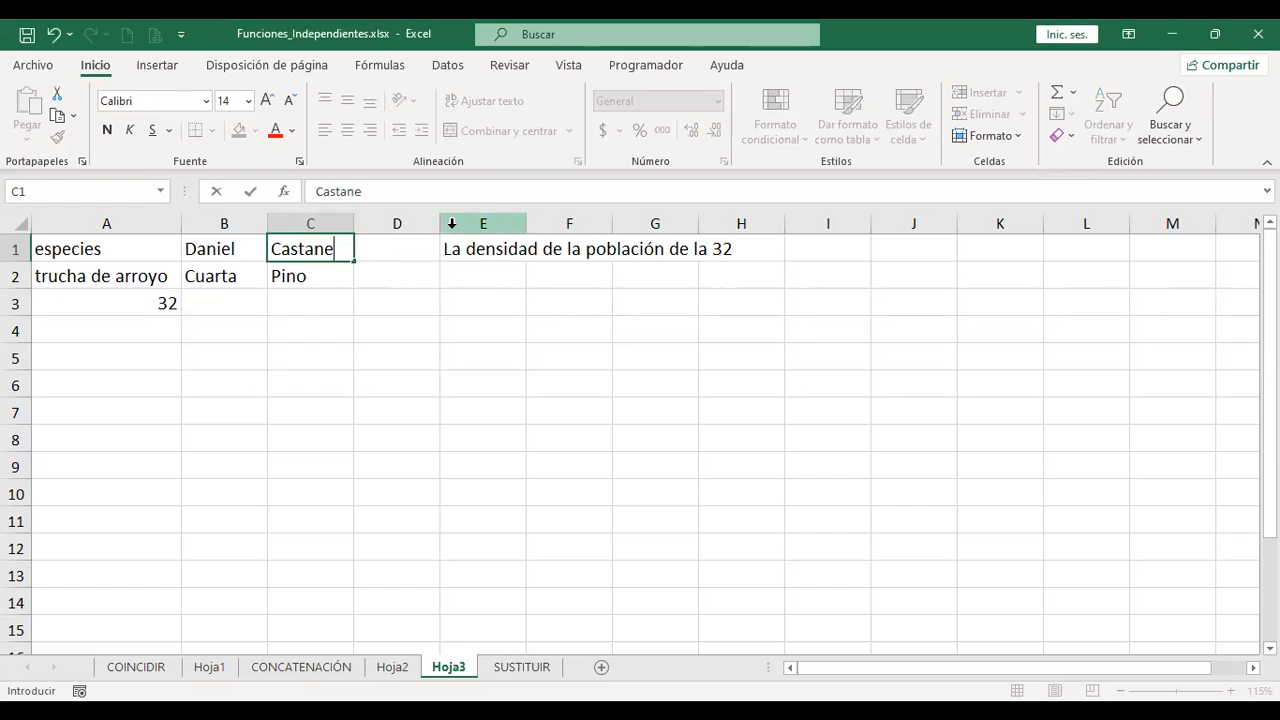 Funciones_Independientes.xlsx - Excel
Buscar
Inic. ses.
Archivo Inicio Insertar Disposición de página Fórmulas Datos Revisar Vista Programador Ayuda
Compartir
Pegar
Calibri 14
N K S
Ajustar texto
Combinar y centrar
General
$ % 000
Formato condicional
Dar formato como tabla
Estilos de celda
Insertar
Eliminar
Formato
Ordenar y filtrar
Buscar y seleccionar
Portapapeles Fuente Alineación Número Estilos Celdas Edición
C1 fx Castane
A B C D E F G H I J K L M N
1 especies Daniel Castane La densidad de la población de la 32
2 trucha de arroyo Cuarta Pino
3 32
4
5
6
7
8
9
10
11
12
13
14
15
COINCIDIR Hoja1 CONCATENACIÓN Hoja2 Hoja3 SUSTITUIR
Introducir
115%